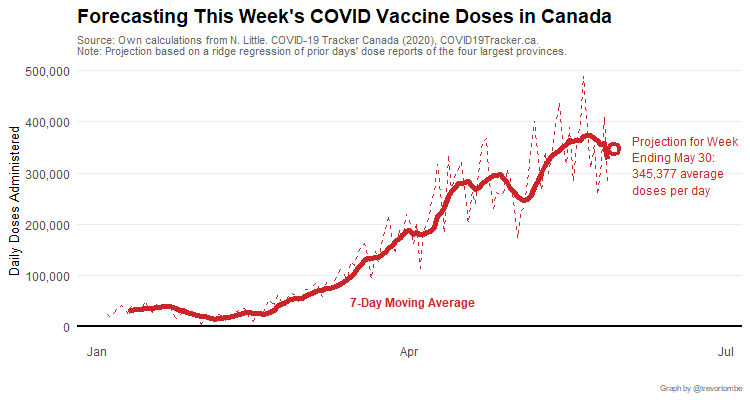 Forecasting This Week's COVID Vaccine Doses in Canada
Source: Own calculations from N. Little. COVID-19 Tracker Canada (2020), COVID19Tracker.ca.
Note: Projection based on a ridge regression of prior days' dose reports of the four largest provinces.
Daily Doses Administered
500,000
400,000
300,000
200,000
100,000
0
Projection for Week
Ending May 30:
345,377 average
doses per day
7-Day Moving Average
Jan
Apr
Jul
Graph by @trevortombe